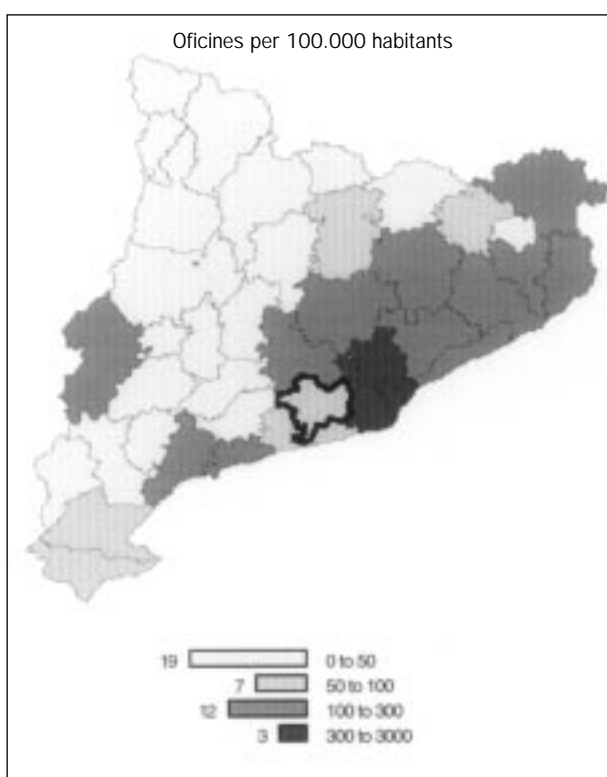 Oficines per 100.000 habitants
19 0 to 50
7 50 to 100
12 100 to 300
3 300 to 3000